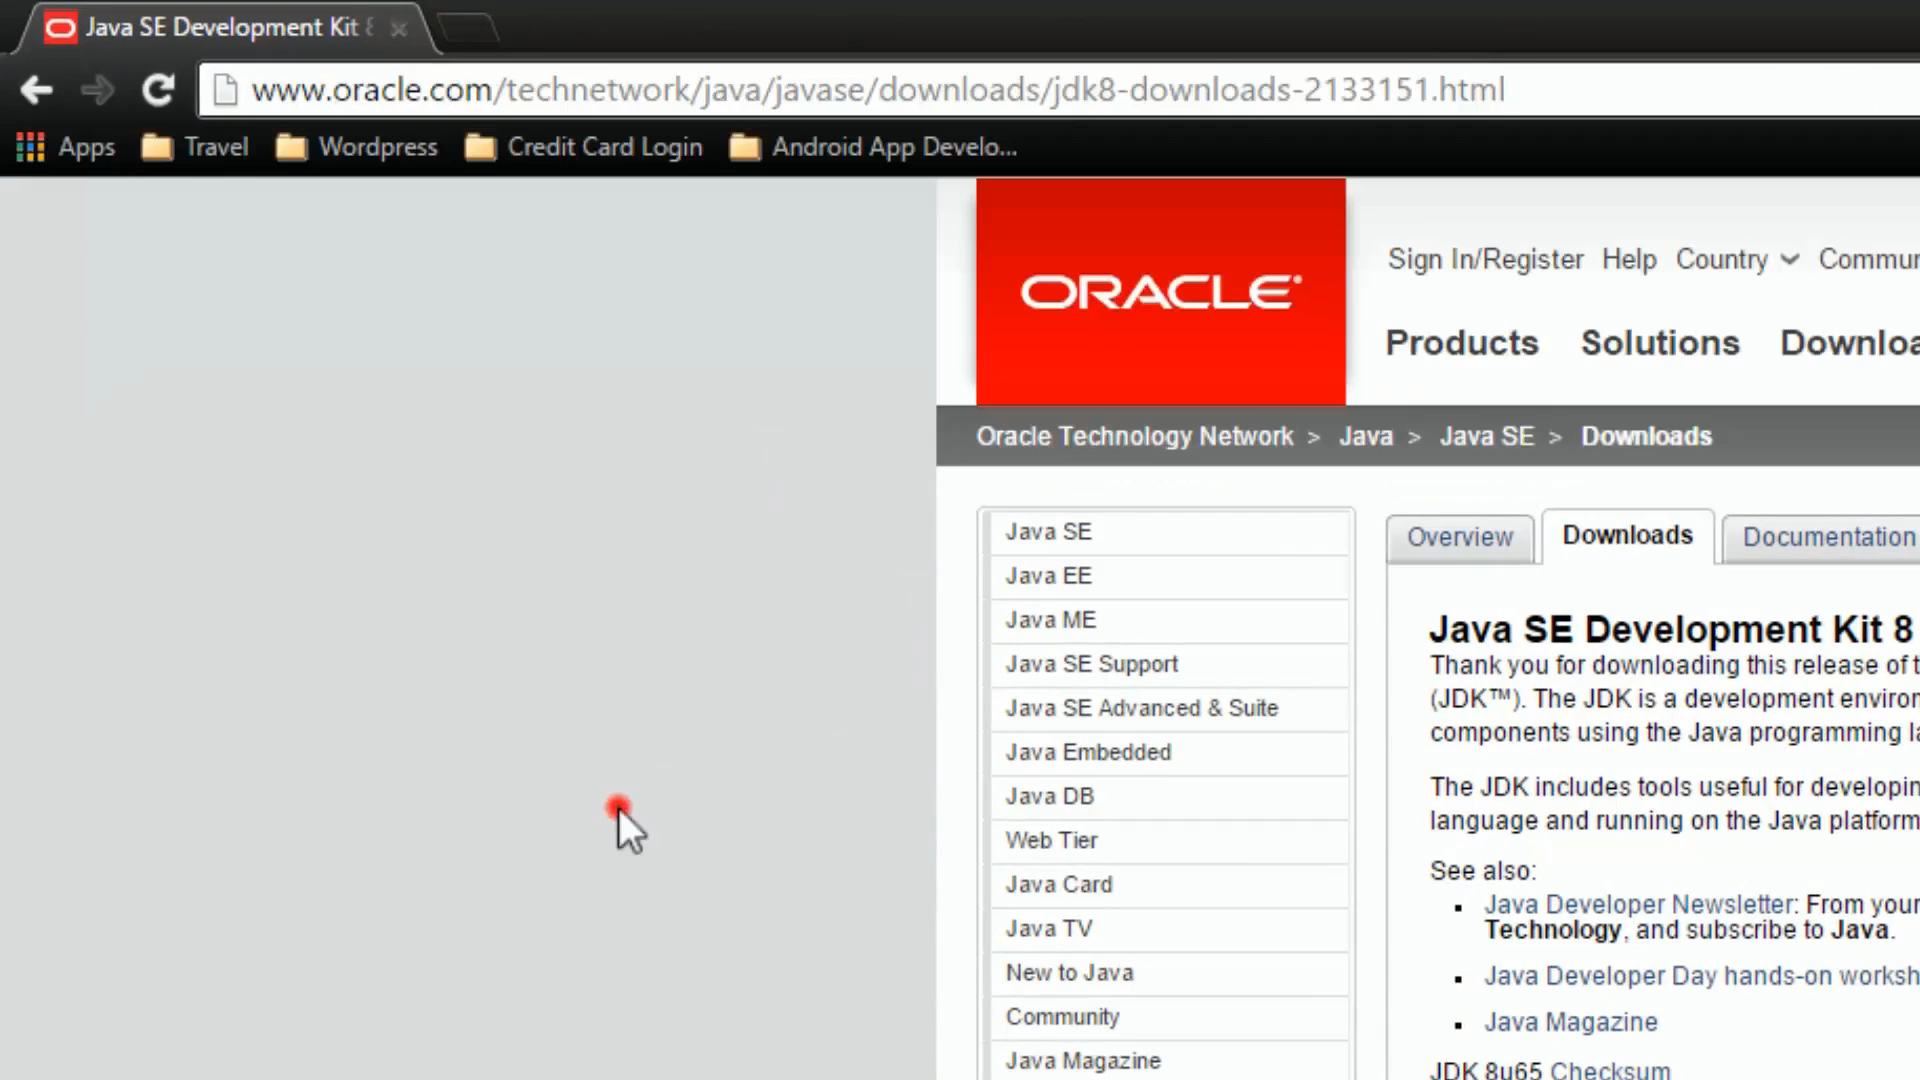 Java SE Development Kit 8
www.oracle.com/technetwork/java/javase/downloads/jdk8-downloads-2133151.html
Apps Travel Wordpress Credit Card Login Android App Develo...
ORACLE
Sign In/Register Help Country Commun
Products Solutions Downloa
Oracle Technology Network > Java > Java SE > Downloads
Java SE
Java EE
Java ME
Java SE Support
Java SE Advanced & Suite
Java Embedded
Java DB
Web Tier
Java Card
Java TV
New to Java
Community
Java Magazine
Overview Downloads Documentation
Java SE Development Kit 8
Thank you for downloading this release of t
(JDK™). The JDK is a development environ
components using the Java programming la
The JDK includes tools useful for developin
language and running on the Java platform
See also:
Java Developer Newsletter: From your
Technology, and subscribe to Java.
Java Developer Day hands-on worksh
Java Magazine
JDK 8u65 Checksum